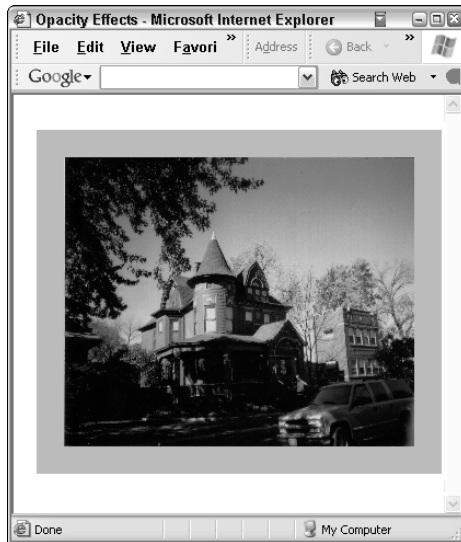 Opacity Effects - Microsoft Internet Explorer
File Edit View Favori » Address Back »
Google Search Web
Done My Computer